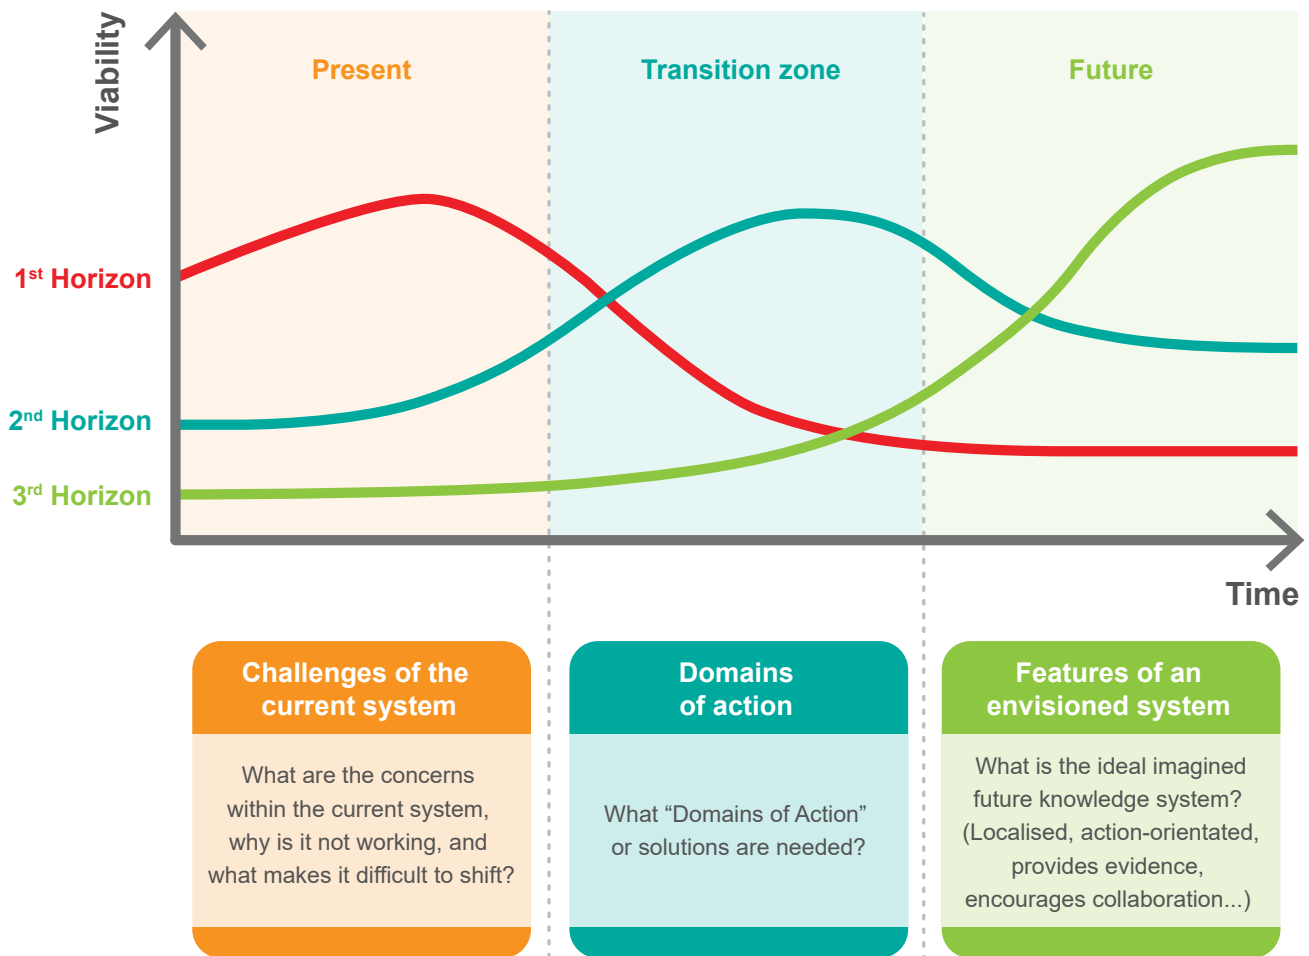 Viability
Present
Transition zone
Future
1st Horizon
2nd Horizon
3rd Horizon
Time
Challenges of the
current system
What are the concerns
within the current system,
why is it not working, and
what makes it difficult to shift?
Domains
of action
What “Domains of Action”
or solutions are needed?
Features of an
envisioned system
What is the ideal imagined
future knowledge system?
(Localised, action-orientated,
provides evidence,
encourages collaboration...)